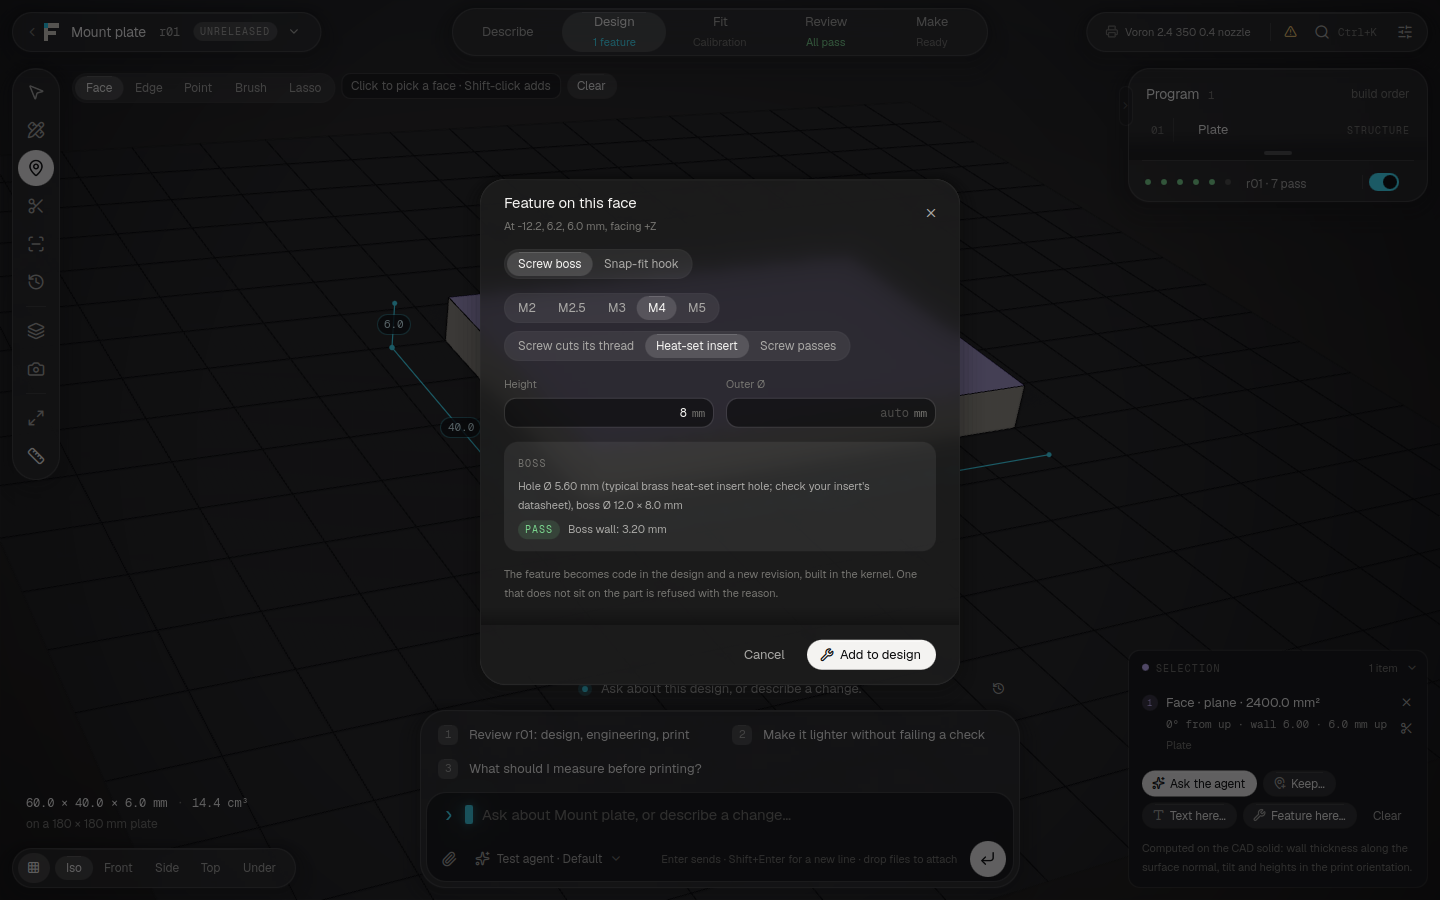 Mount plate r01 UNRELEASED
Describe
Design
1 feature
Fit
Calibration
Review
All pass
Make
Ready
Voron 2.4 350 0.4 nozzle
Ctrl+K
Face Edge Point Brush Lasso
Click to pick a face · Shift-click adds
Clear
Program 1 build order
01 Plate STRUCTURE
r01 · 7 pass
Feature on this face
At -12.2, 6.2, 6.0 mm, facing +Z
Screw boss Snap-fit hook
M2 M2.5 M3 M4 M5
Screw cuts its thread Heat-set insert Screw passes
Height Outer Ø
8 mm auto mm
BOSS
Hole Ø 5.60 mm (typical brass heat-set insert hole; check your insert's
datasheet), boss Ø 12.0 × 8.0 mm
PASS Boss wall: 3.20 mm
The feature becomes code in the design and a new revision, built in the kernel. One
that does not sit on the part is refused with the reason.
Cancel Add to design
6.0
40.0
Ask about this design, or describe a change.
1 Review r01: design, engineering, print
2 Make it lighter without failing a check
3 What should I measure before printing?
Ask about Mount plate, or describe a change...
Test agent · Default
Enter sends · Shift+Enter for a new line · drop files to attach
60.0 × 40.0 × 6.0 mm · 14.4 cm³
on a 180 × 180 mm plate
Iso Front Side Top Under
SELECTION 1 item
1 Face · plane · 2400.0 mm²
0° from up · wall 6.00 · 6.0 mm up
Plate
Ask the agent Keep...
Text here... Feature here... Clear
Computed on the CAD solid: wall thickness along the
surface normal, tilt and heights in the print orientation.